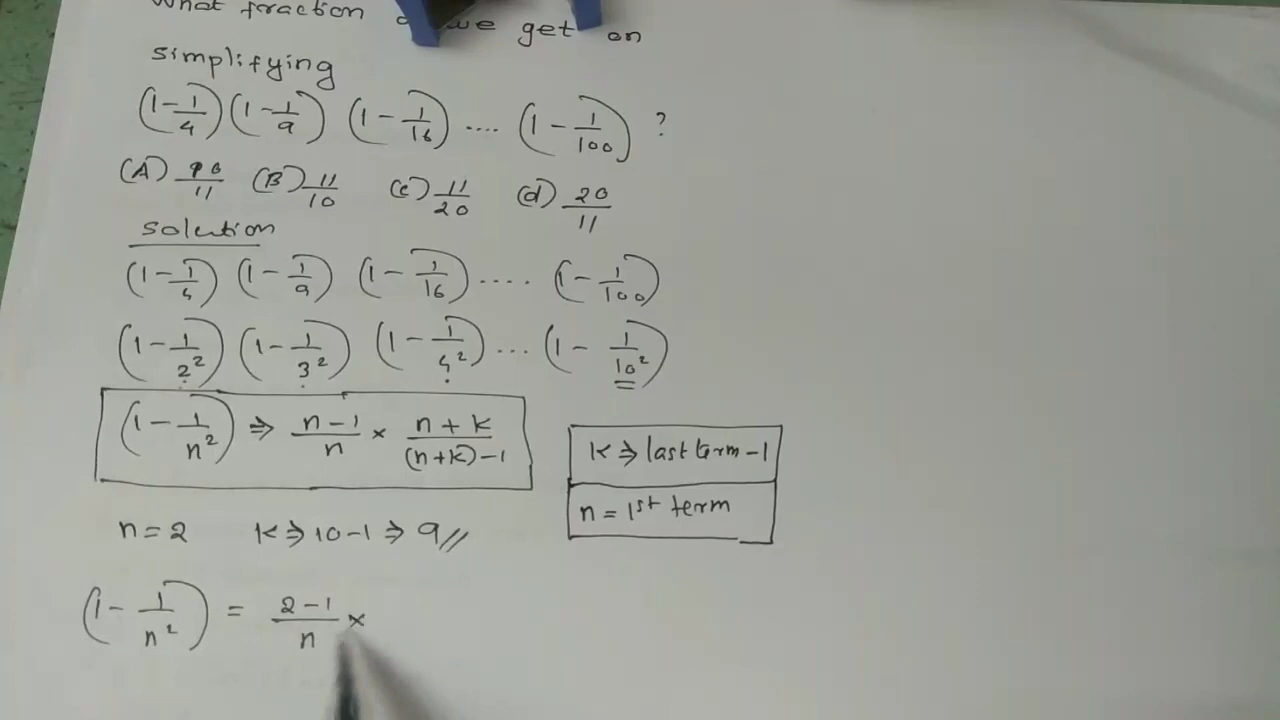 What fraction we get on
simplifying
(1-1/4) (1-1/9) (1-1/16) .... (1-1/100) ?
(A) 90/11 (B) 11/10 (c) 11/20 (d) 20/11
solution
(1-1/4) (1-1/9) (1-1/16) .... (1-1/100)
(1-1/2²) (1-1/3²) (1-1/4²) ... (1-1/10²)
(1-1/n²) ⇒ n-1/n × n+k/(n+k)-1
k ⇒ last term-1
n = 1st term
n=2 k ⇒ 10-1 ⇒ 9//
(1-1/n²) = 2-1/n ×